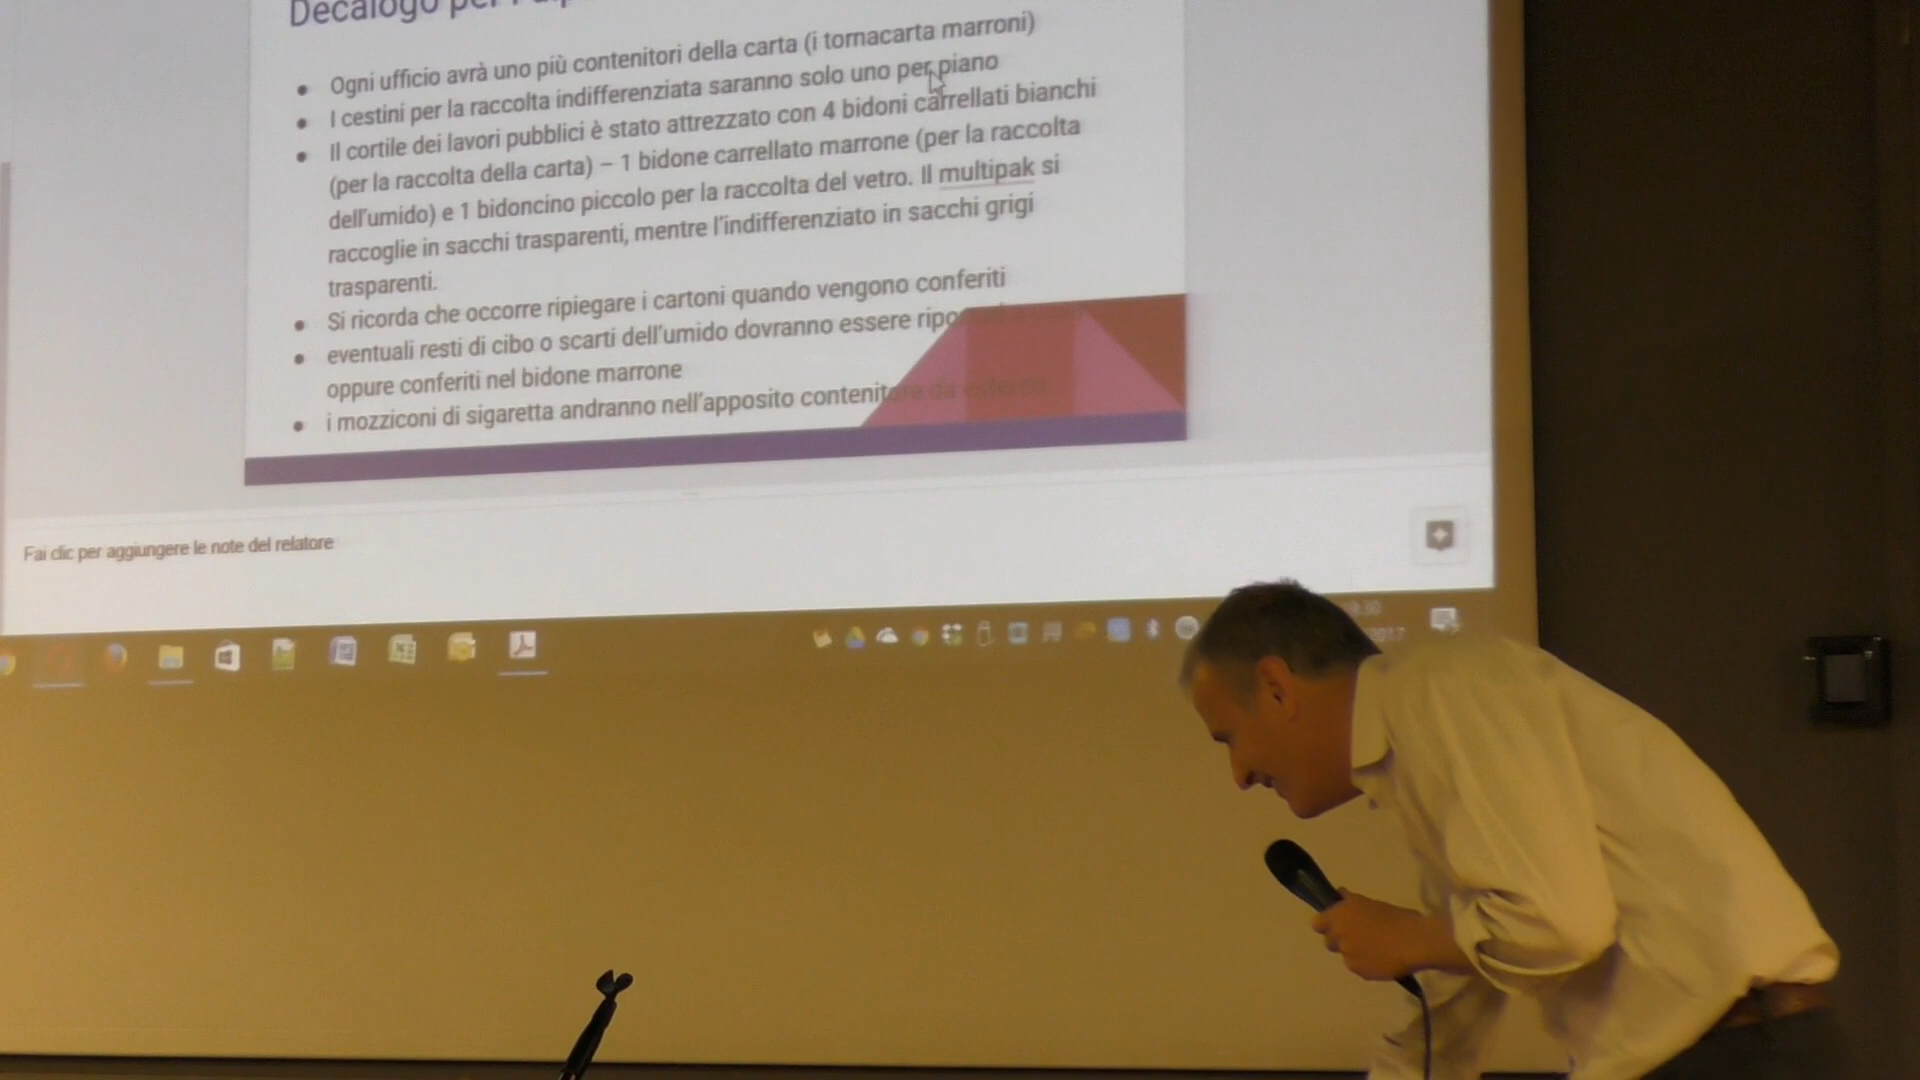 Decalogo per
Ogni ufficio avrà uno più contenitori della carta (i tornacarta marroni)
I cestini per la raccolta indifferenziata saranno solo uno per piano
Il cortile dei lavori pubblici è stato attrezzato con 4 bidoni carrellati bianchi
(per la raccolta della carta) – 1 bidone carrellato marrone (per la raccolta
dell'umido) e 1 bidoncino piccolo per la raccolta del vetro. Il multipak si
raccoglie in sacchi trasparenti, mentre l'indifferenziato in sacchi grigi
trasparenti.
Si ricorda che occorre ripiegare i cartoni quando vengono conferiti
eventuali resti di cibo o scarti dell'umido dovranno essere
oppure conferiti nel bidone marrone
i mozziconi di sigaretta andranno nell'apposito contenitore da esterno
Fai clic per aggiungere le note del relatore